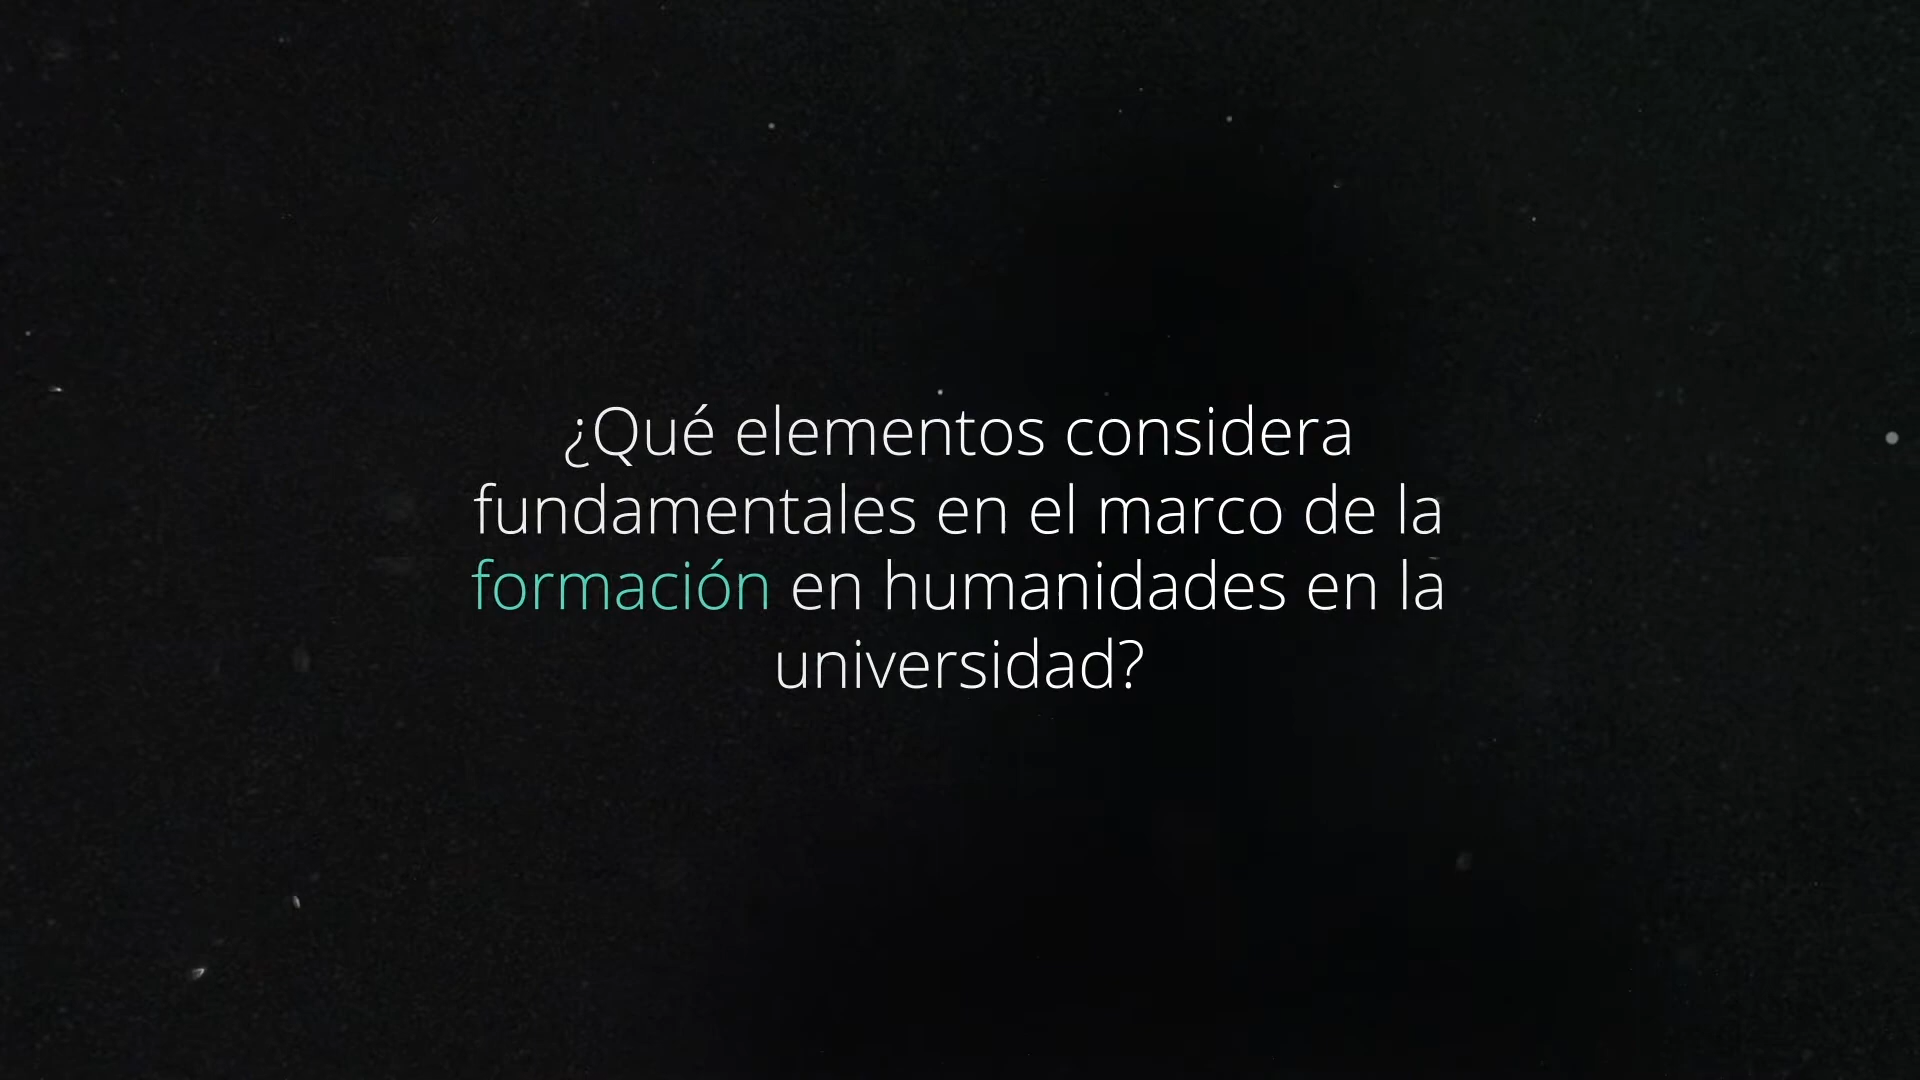 ¿Qué elementos considera
fundamentales en el marco de la
formación en humanidades en la
universidad?